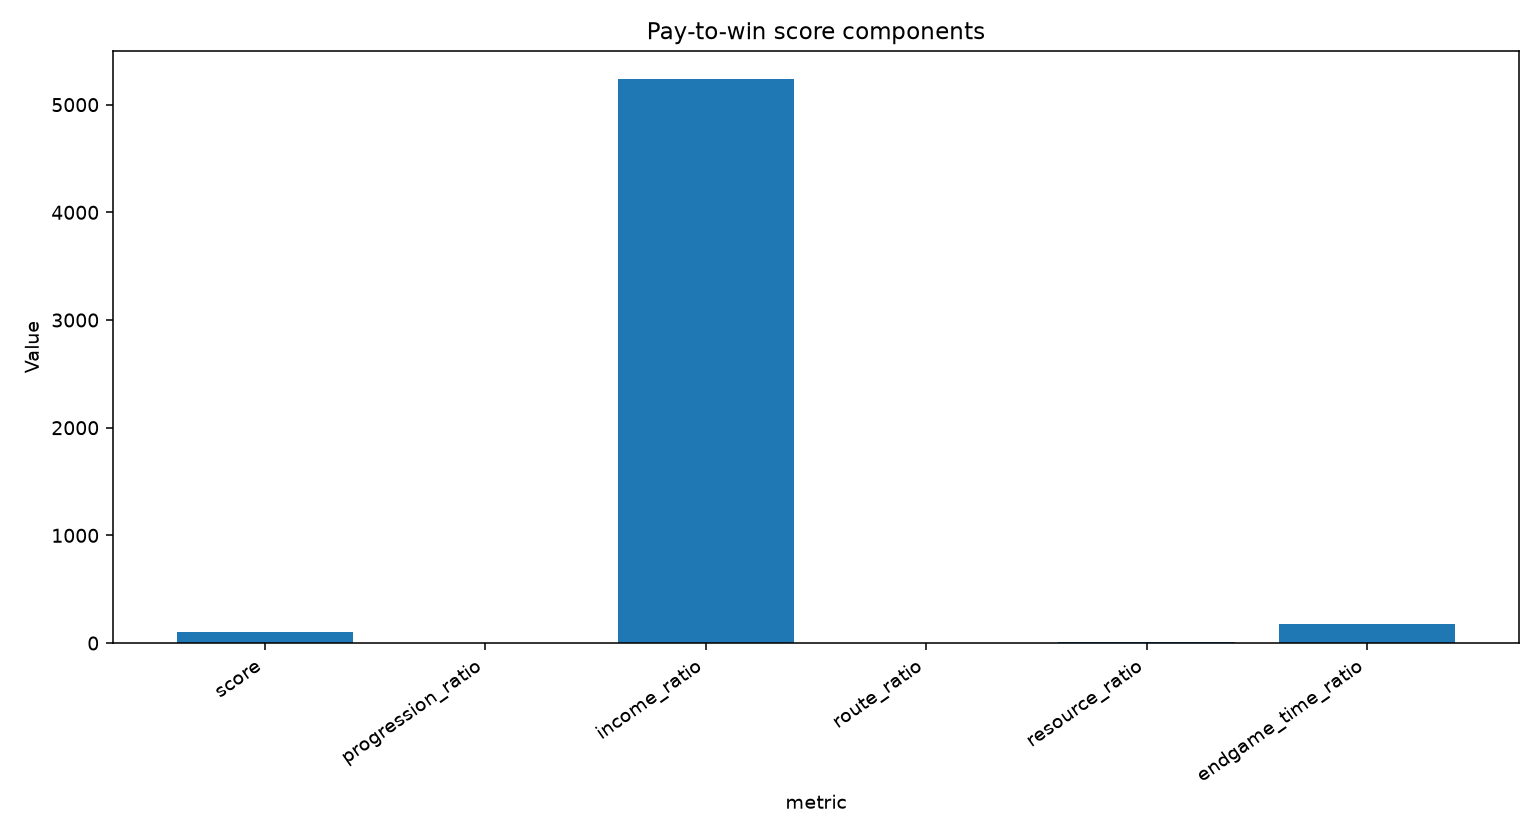 Pay-to-win score components
Value
5000
4000
3000
2000
1000
0
score
progression_ratio
income_ratio
route_ratio
resource_ratio
endgame_time_ratio
metric